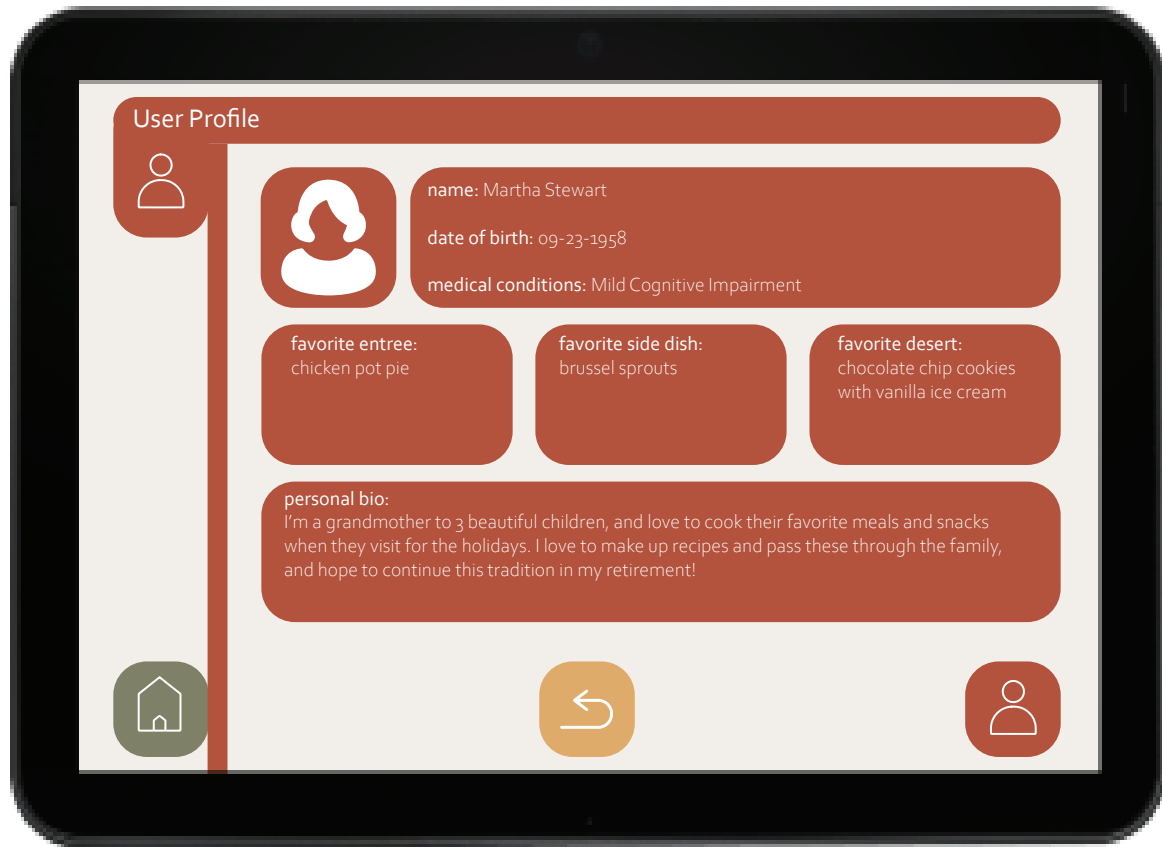 User Profile
name: Martha Stewart
date of birth: 09-23-1958
medical conditions: Mild Cognitive Impairment
favorite entree:
chicken pot pie
favorite side dish:
brussel sprouts
favorite desert:
chocolate chip cookies
with vanilla ice cream
personal bio:
I'm a grandmother to 3 beautiful children, and love to cook their favorite meals and snacks
when they visit for the holidays. I love to make up recipes and pass these through the family,
and hope to continue this tradition in my retirement!